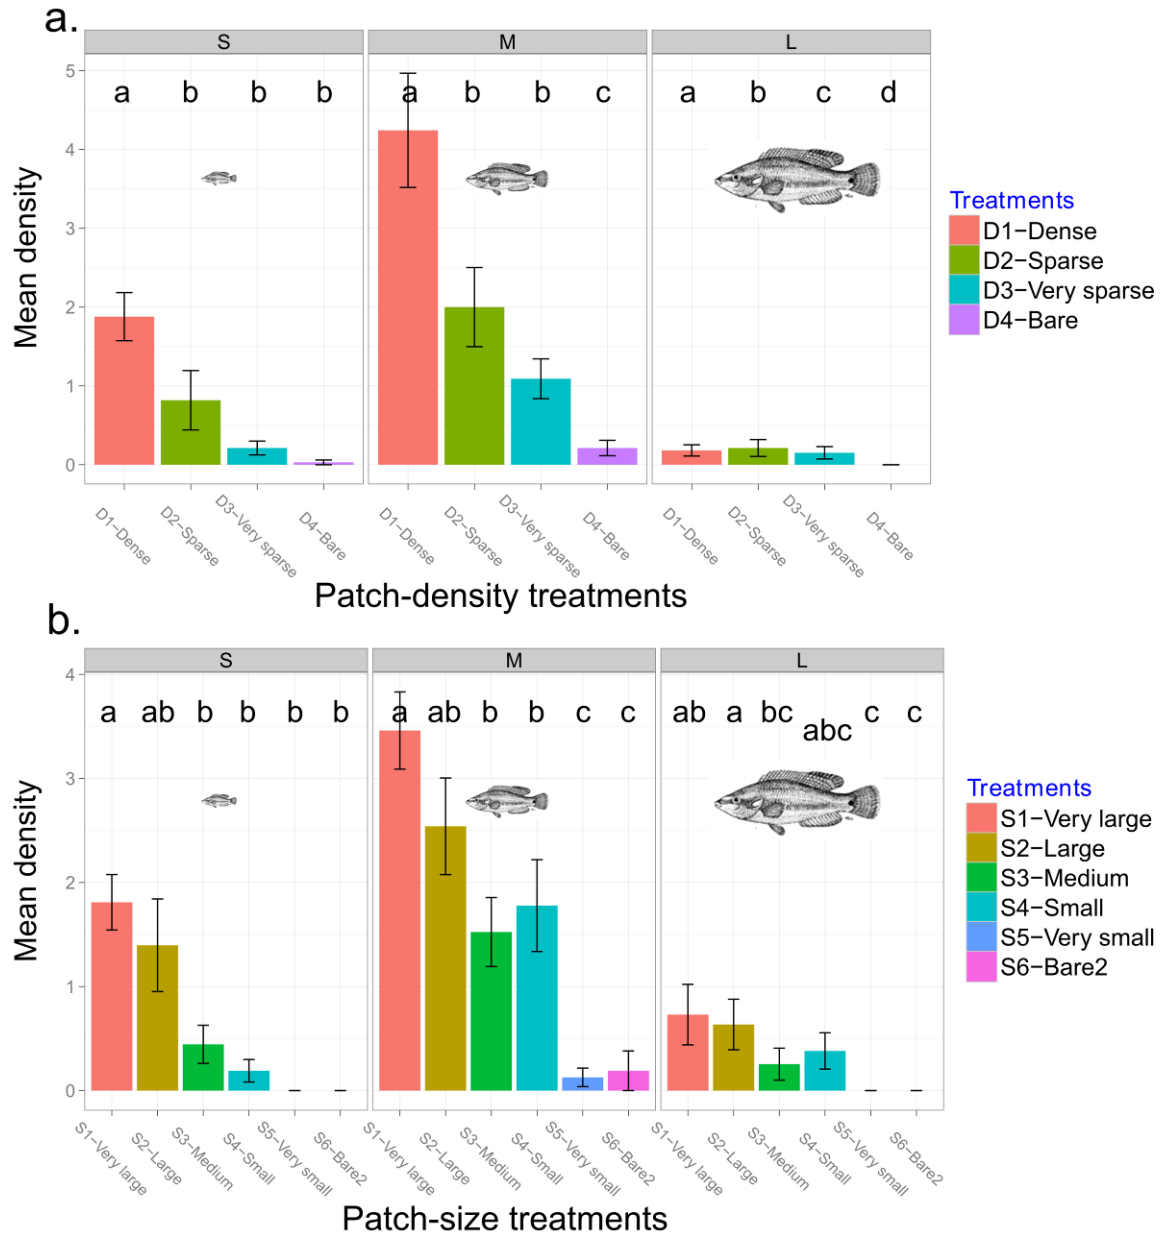 a.
S M L
5
a b b b a b b c a b c d
4
3
2
1
0
Mean density
D1−Dense D2−Sparse D3−Very sparse D4−Bare D1−Dense D2−Sparse D3−Very sparse D4−Bare D1−Dense D2−Sparse D3−Very sparse D4−Bare
Patch-density treatments
Treatments
D1−Dense
D2−Sparse
D3−Very sparse
D4−Bare
b.
S M L
4
a ab b b b b a ab b b c c ab a bc abc c c
3
2
1
0
Mean density
S1−Very large S2−Large S3−Medium S4−Small S5−Very small S6−Bare2 S1−Very large S2−Large S3−Medium S4−Small S5−Very small S6−Bare2 S1−Very large S2−Large S3−Medium S4−Small S5−Very small S6−Bare2
Patch-size treatments
Treatments
S1−Very large
S2−Large
S3−Medium
S4−Small
S5−Very small
S6−Bare2